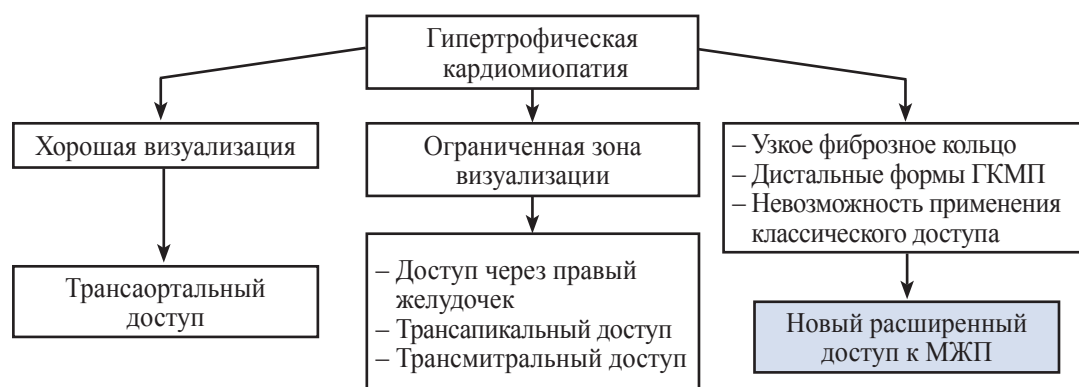 Гипертрофическая
кардиомиопатия
Хорошая визуализация
Трансаортальный
доступ
Ограниченная зона
визуализации
– Доступ через правый
желудочек
– Трансапикальный доступ
– Трансмитральный доступ
– Узкое фиброзное кольцо
– Дистальные формы ГКМП
– Невозможность применения
классического доступа
Новый расширенный
доступ к МЖП